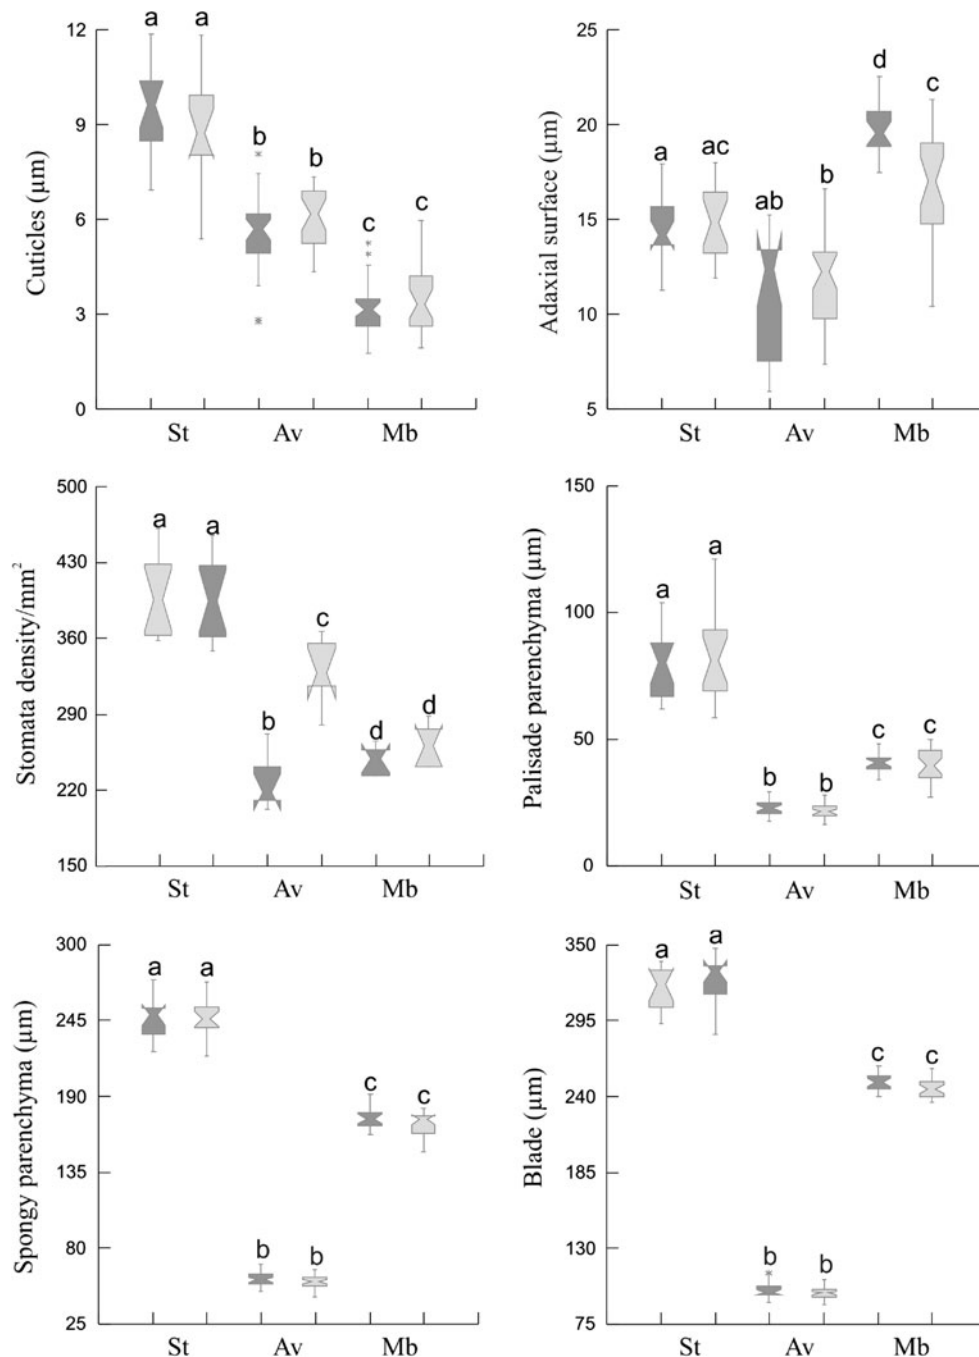 Cuticles (µm)
12
9
6
3
0
a
a
b
b
c
c
St
Av
Mb
Adaxial surface (µm)
25
20
15
10
5
a
ac
ab
b
d
c
St
Av
Mb
Stomata density/mm²
500
430
360
290
220
150
a
a
b
c
d
d
St
Av
Mb
Palisade parenchyma (µm)
150
100
50
0
a
a
b
b
c
c
St
Av
Mb
Spongy parenchyma (µm)
300
245
190
135
80
25
a
a
b
b
c
c
St
Av
Mb
Blade (µm)
350
295
240
185
130
75
a
a
b
b
c
c
St
Av
Mb